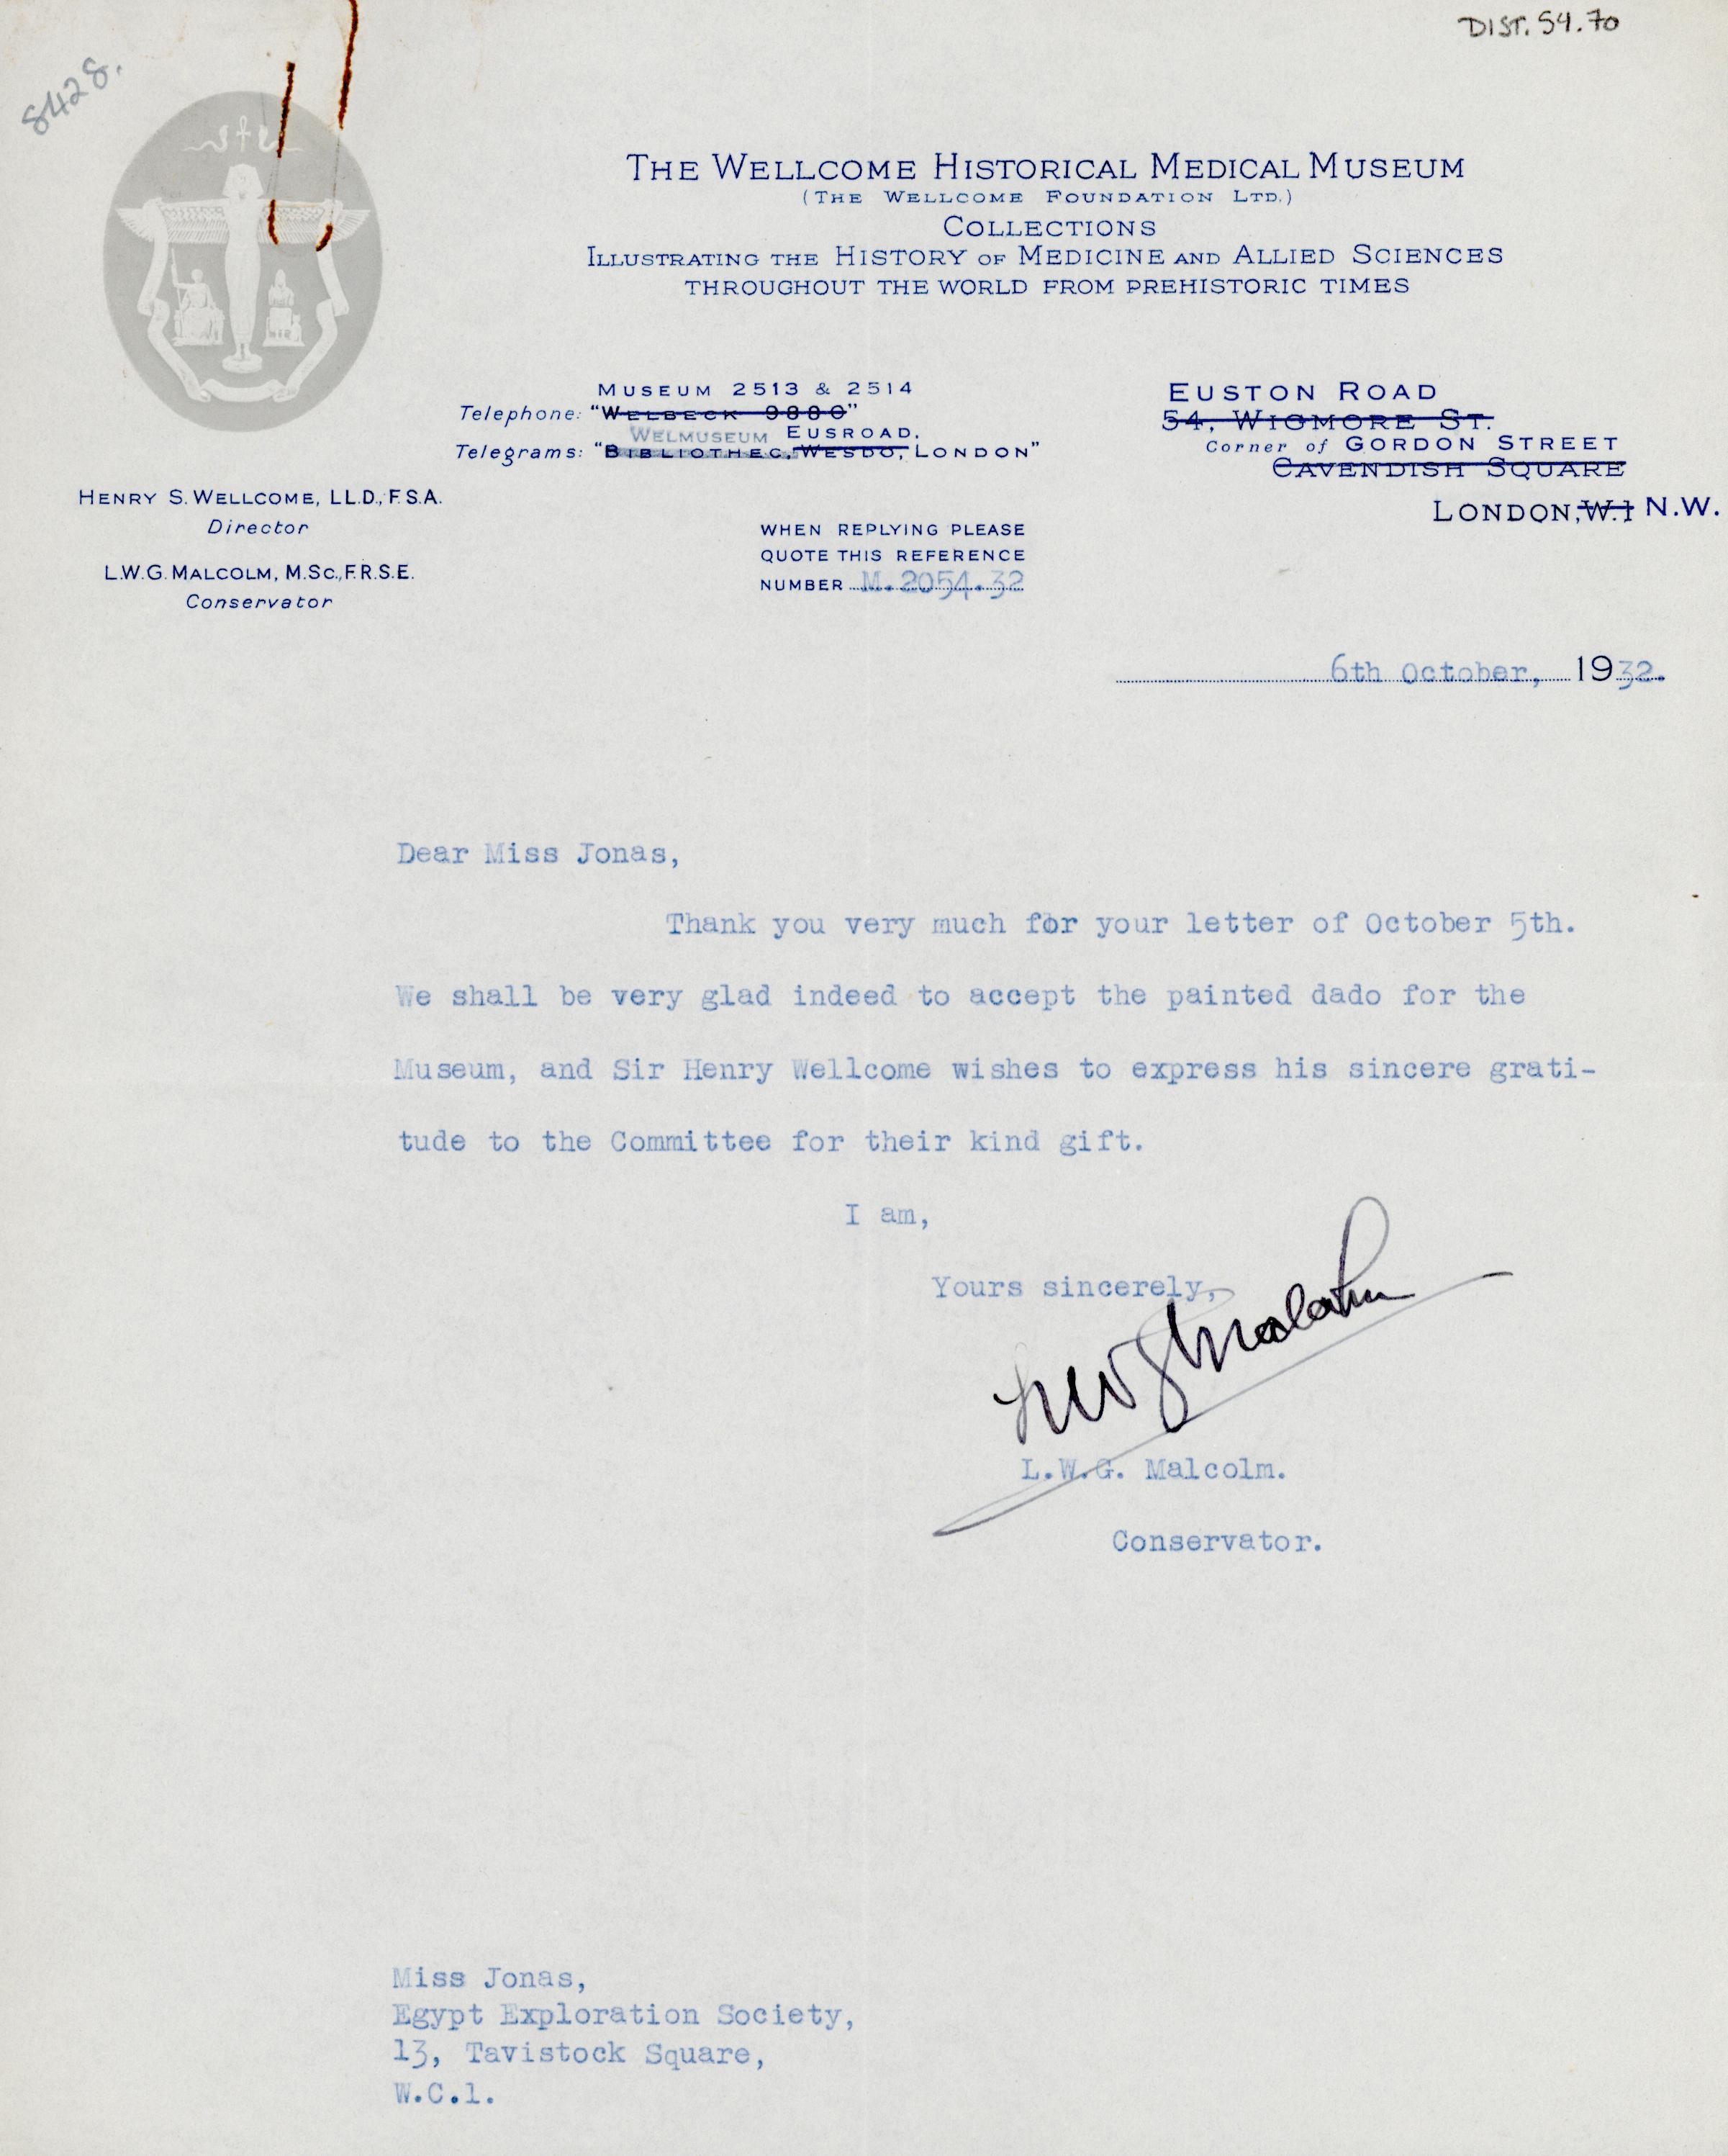 DIST. 54.70
8428.
THE WELLCOME HISTORICAL MEDICAL MUSEUM
(THE WELLCOME FOUNDATION LTD.)
COLLECTIONS
ILLUSTRATING THE HISTORY OF MEDICINE AND ALLIED SCIENCES
THROUGHOUT THE WORLD FROM PREHISTORIC TIMES
MUSEUM 2513 & 2514
Telephone: "WELBECK 9880"
WELMUSEUM EUSROAD,
Telegrams: "BIBLIOTHEC, WESDO, LONDON"
EUSTON ROAD
54, WIGMORE ST.
Corner of GORDON STREET
CAVENDISH SQUARE
LONDON, W.1 N.W.
HENRY S. WELLCOME, LL.D., F.S.A.
Director
L.W.G. MALCOLM, M.SC., F.R.S.E.
Conservator
WHEN REPLYING PLEASE
QUOTE THIS REFERENCE
NUMBER M.2054.32
6th October, 1932.
Dear Miss Jonas,
Thank you very much for your letter of October 5th.
We shall be very glad indeed to accept the painted dado for the
Museum, and Sir Henry Wellcome wishes to express his sincere grati-
tude to the Committee for their kind gift.
I am,
Yours sincerely,
LWG Malcolm
L.W.G. Malcolm.
Conservator.
Miss Jonas,
Egypt Exploration Society,
13, Tavistock Square,
W.C.1.